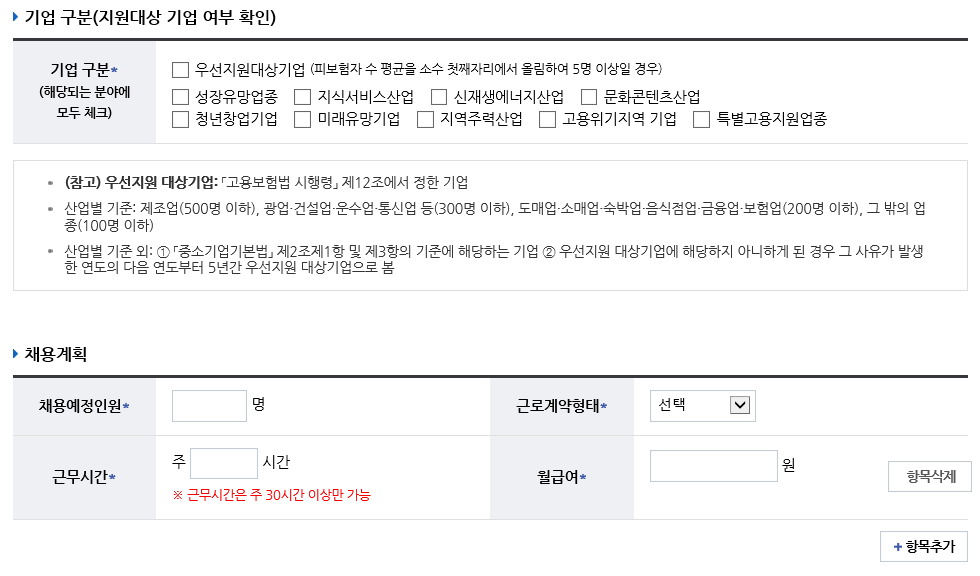 기업 구분(지원대상 기업 여부 확인)
기업 구분*
(해당되는 분야에
모두 체크)
우선지원대상기업 (피보험자 수 평균을 소수 첫째자리에서 올림하여 5명 이상일 경우)
성장유망업종 지식서비스산업 신재생에너지산업 문화콘텐츠산업
청년창업기업 미래유망기업 지역주력산업 고용위기지역 기업 특별고용지원업종
(참고) 우선지원 대상기업: 「고용보험법 시행령」 제12조에서 정한 기업
산업별 기준: 제조업(500명 이하), 광업·건설업·운수업·통신업 등(300명 이하), 도매업·소매업·숙박업·음식점업·금융업·보험업(200명 이하), 그 밖의 업
종(100명 이하)
산업별 기준 외: ① 「중소기업기본법」 제2조제1항 및 제3항의 기준에 해당하는 기업 ② 우선지원 대상기업에 해당하지 아니하게 된 경우 그 사유가 발생
한 연도의 다음 연도부터 5년간 우선지원 대상기업으로 봄
채용계획
채용예정인원* 명 근로계약형태* 선택
근무시간* 주 시간 월급여* 원 항목삭제
※ 근무시간은 주 30시간 이상만 가능
+ 항목추가